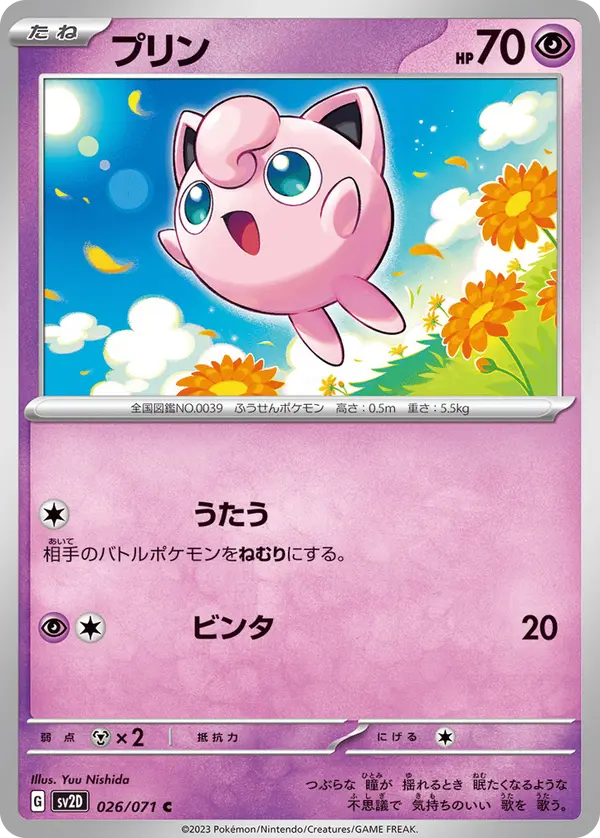 たね プリン HP70
全国図鑑NO.0039 ふうせんポケモン 高さ:0.5m 重さ:5.5kg
うたう
相手のバトルポケモンをねむりにする。
ビンタ 20
弱点 ×2 抵抗力 にげる
Illus. Yuu Nishida
G sv2D 026/071 C
つぶらな 瞳が 揺れるとき 眠たくなるような
不思議で 気持ちのいい 歌を 歌う。
©2023 Pokémon/Nintendo/Creatures/GAME FREAK.